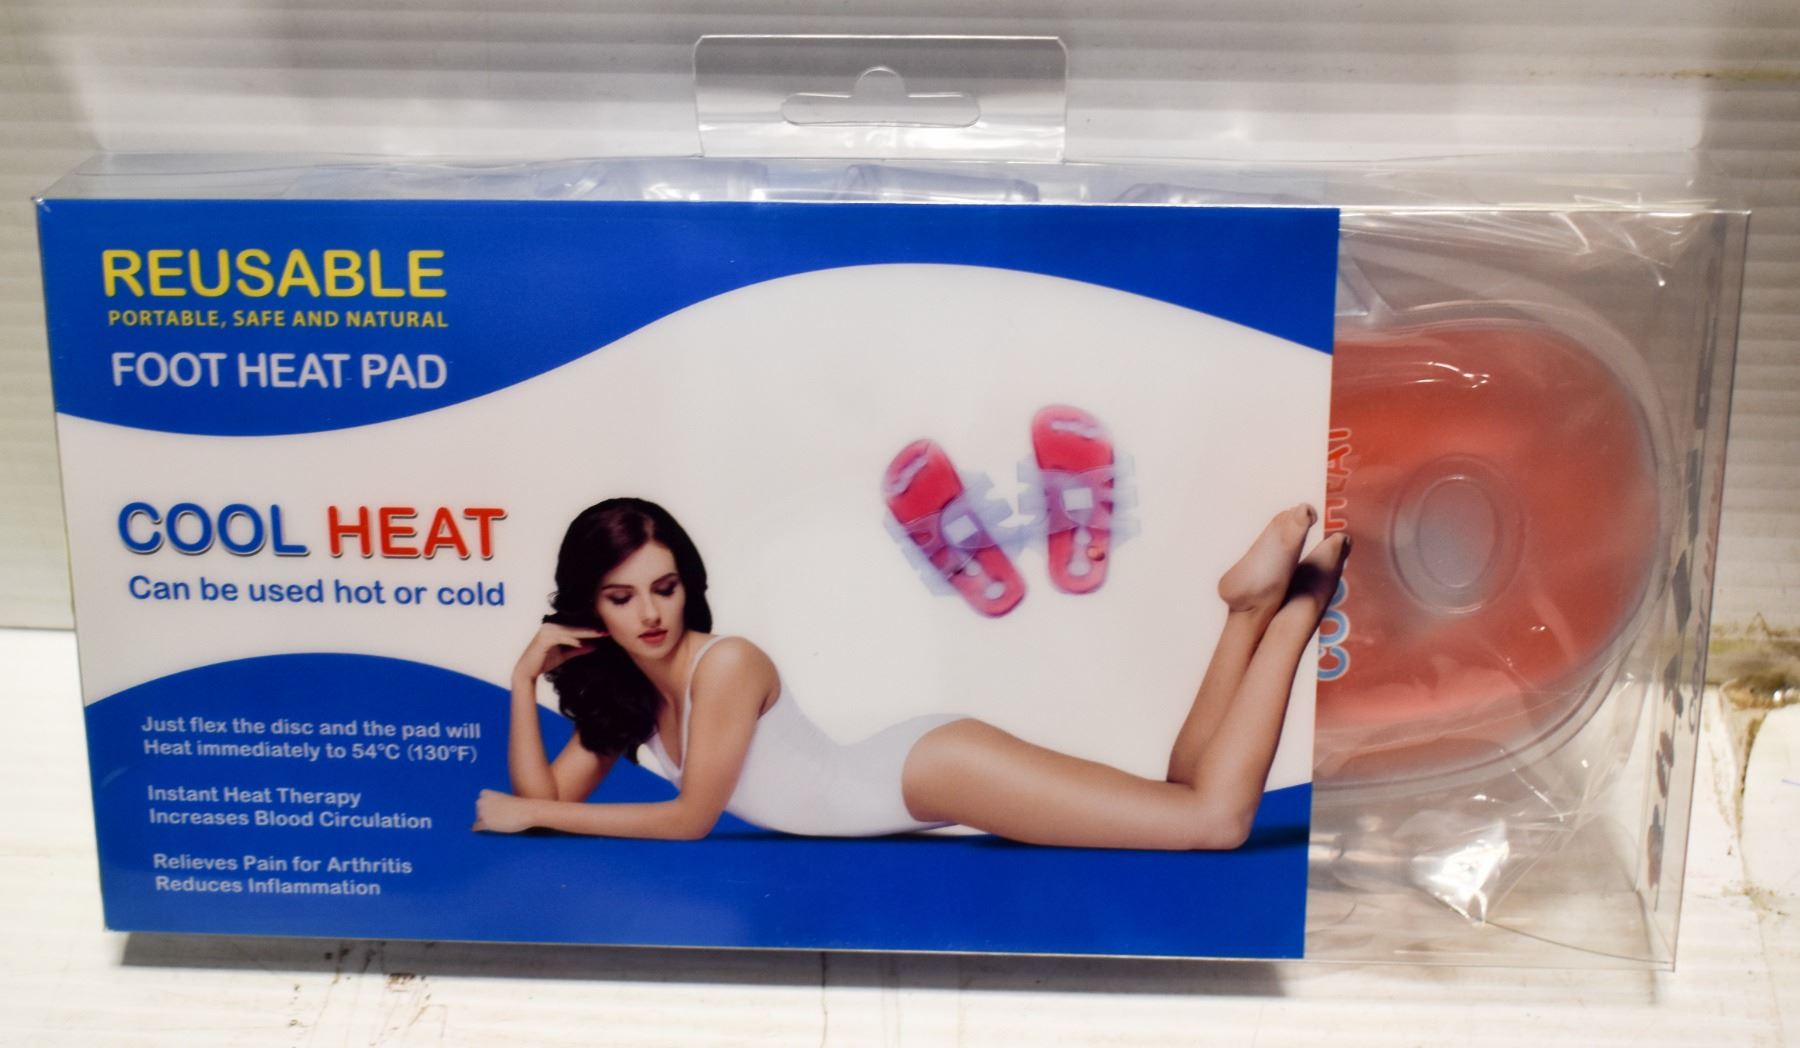 REUSABLE
PORTABLE, SAFE AND NATURAL
FOOT HEAT PAD
COOL HEAT
Can be used hot or cold
Just flex the disc and the pad will
Heat immediately to 54°C (130°F)
Instant Heat Therapy
Increases Blood Circulation
Relieves Pain for Arthritis
Reduces Inflammation
COOL HEAT